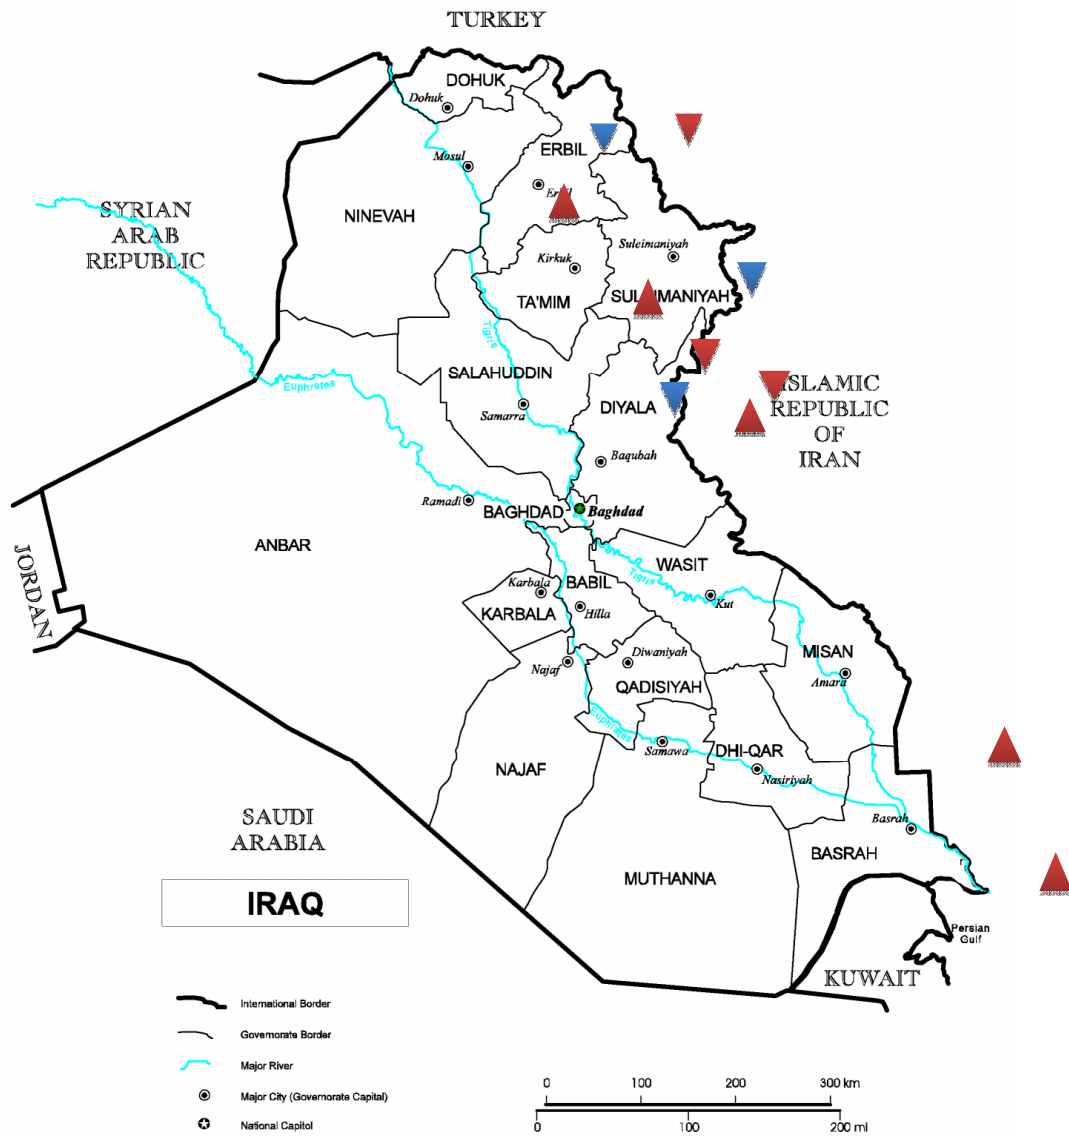 TURKEY
DOHUK
Dohuk
ERBIL
Mosul
SYRIAN
ARAB
REPUBLIC
NINEVAH
Suleimaniyah
Kirkuk
TA'MIM
Tigris
SALAHUDDIN
Euphrates
ISLAMIC
REPUBLIC
OF
IRAN
DIYALA
Samarra
Baqubah
Ramadi
BAGHDAD
Baghdad
ANBAR
JORDAN
WASIT
Tigris
Karbala
BABIL
KARBALA
Hilla
Kut
MISAN
Najaf
Diwaniyah
QADISIYAH
Amara
Euphrates
Samawa
DHI-QAR
NAJAF
Nasiriyah
SAUDI
ARABIA
Basrah
BASRAH
MUTHANNA
IRAQ
Persian
Gulf
KUWAIT
International Border
Governorate Border
Major River
Major City (Governorate Capital)
National Capitol
0 100 200 300 km
0 100 200 mi